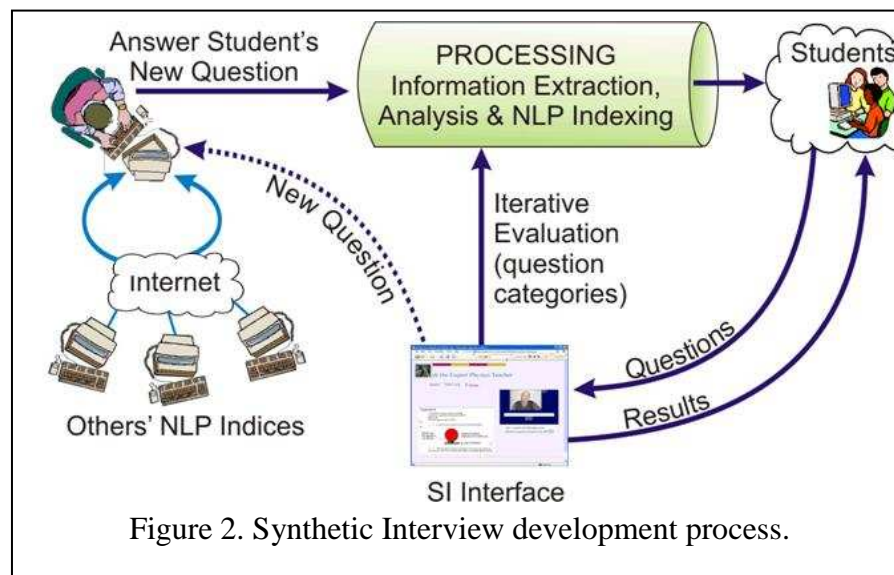 Answer Student's
New Question
PROCESSING
Information Extraction,
Analysis & NLP Indexing
Students
New Question
Iterative
Evaluation
(question
categories)
Internet
Questions
Results
Others' NLP Indices
SI Interface
Figure 2. Synthetic Interview development process.